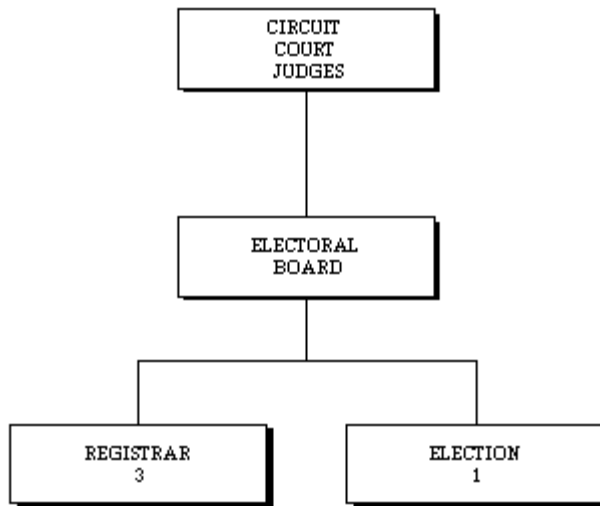 CIRCUIT
COURT
JUDGES
ELECTORAL
BOARD
REGISTRAR
3
ELECTION
1